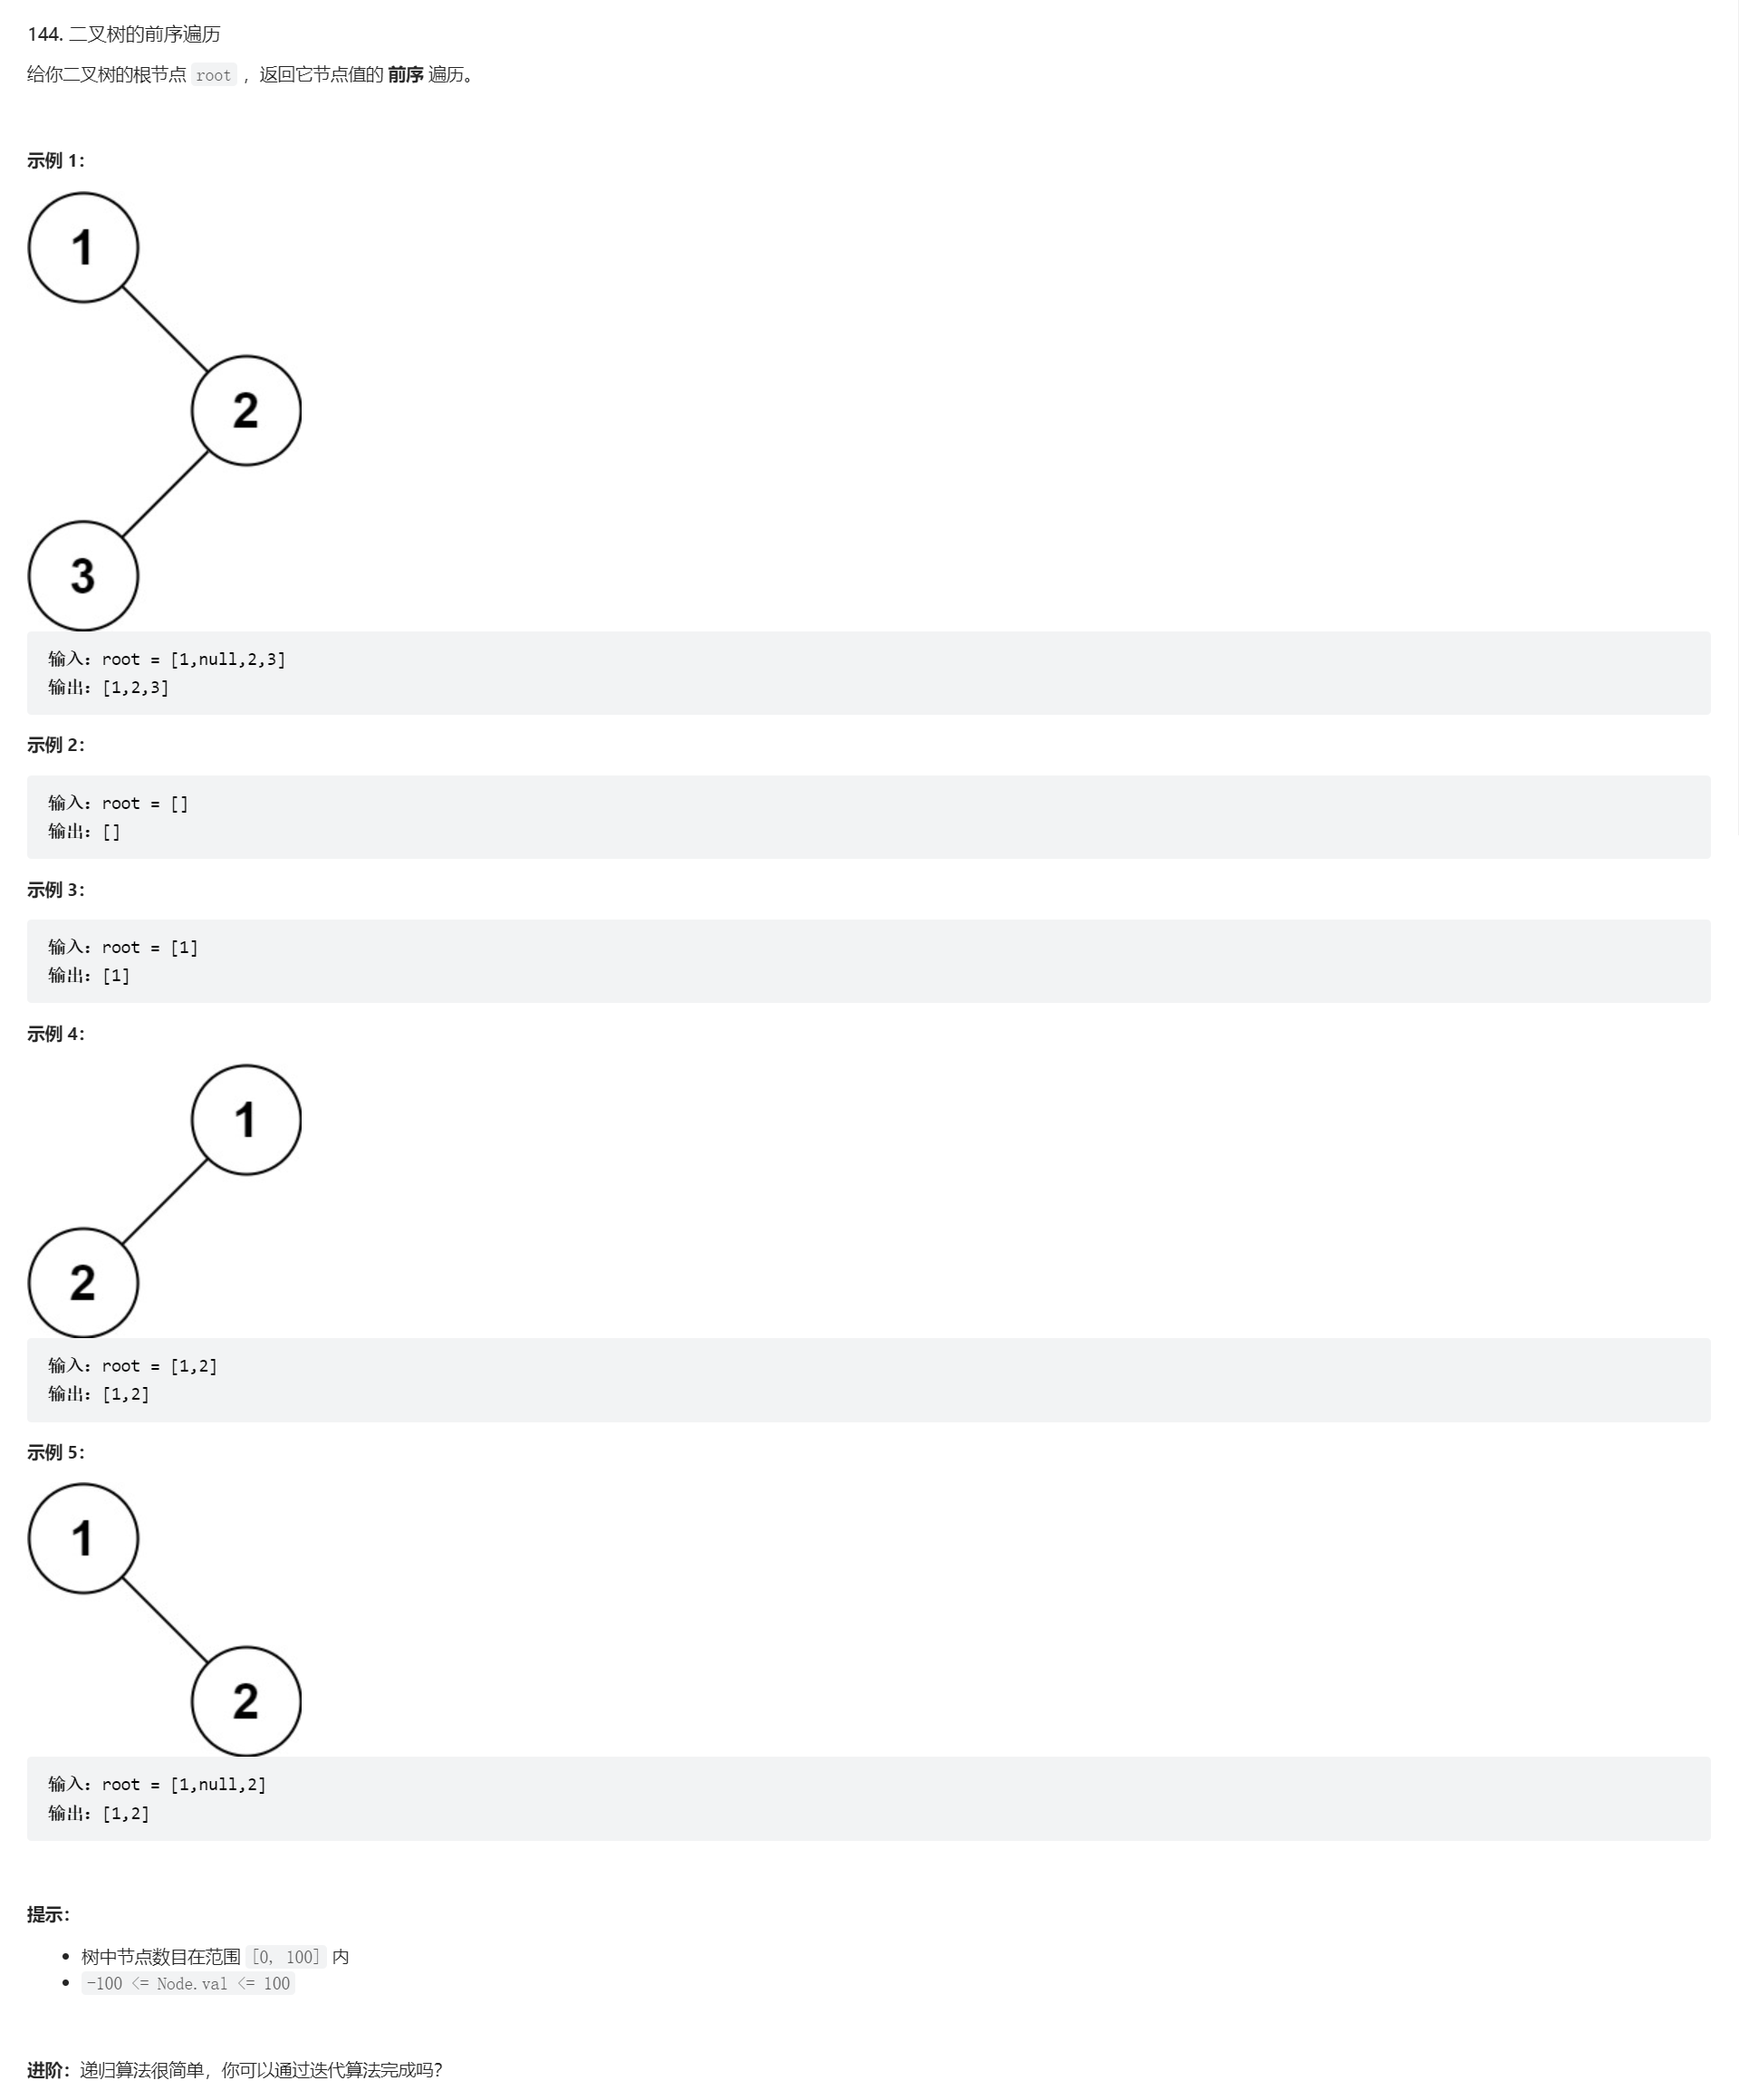 144. 二叉树的前序遍历
给你二叉树的根节点 root ，返回它节点值的 前序 遍历。
示例 1：
1
2
3
输入：root = [1,null,2,3]
输出：[1,2,3]
示例 2：
输入：root = []
输出：[]
示例 3：
输入：root = [1]
输出：[1]
示例 4：
1
2
输入：root = [1,2]
输出：[1,2]
示例 5：
1
2
输入：root = [1,null,2]
输出：[1,2]
提示：
树中节点数目在范围 [0, 100] 内
-100 <= Node.val <= 100
进阶：递归算法很简单，你可以通过迭代算法完成吗？